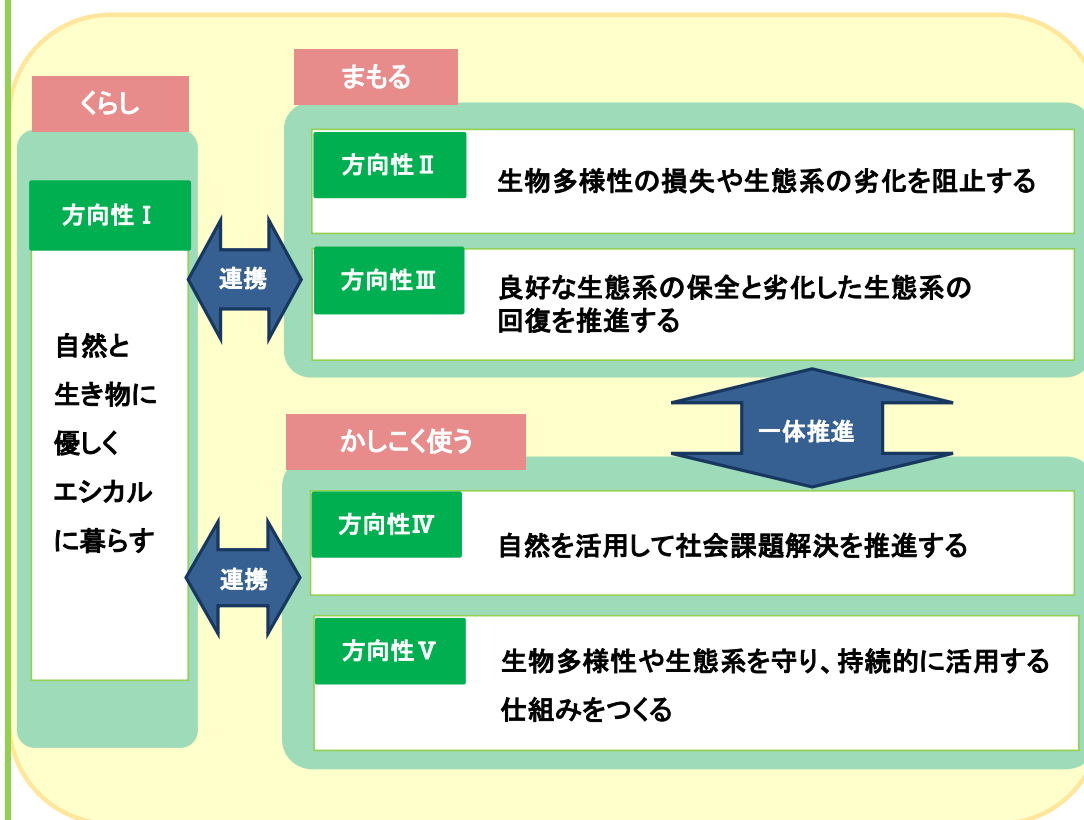 くらし
方向性Ⅰ
自然と
生き物に
優しく
エシカル
に暮らす
連携
連携
まもる
方向性Ⅱ
生物多様性の損失や生態系の劣化を阻止する
方向性Ⅲ
良好な生態系の保全と劣化した生態系の
回復を推進する
一体推進
かしこく使う
方向性Ⅳ
自然を活用して社会課題解決を推進する
方向性Ⅴ
生物多様性や生態系を守り、持続的に活用する
仕組みをつくる